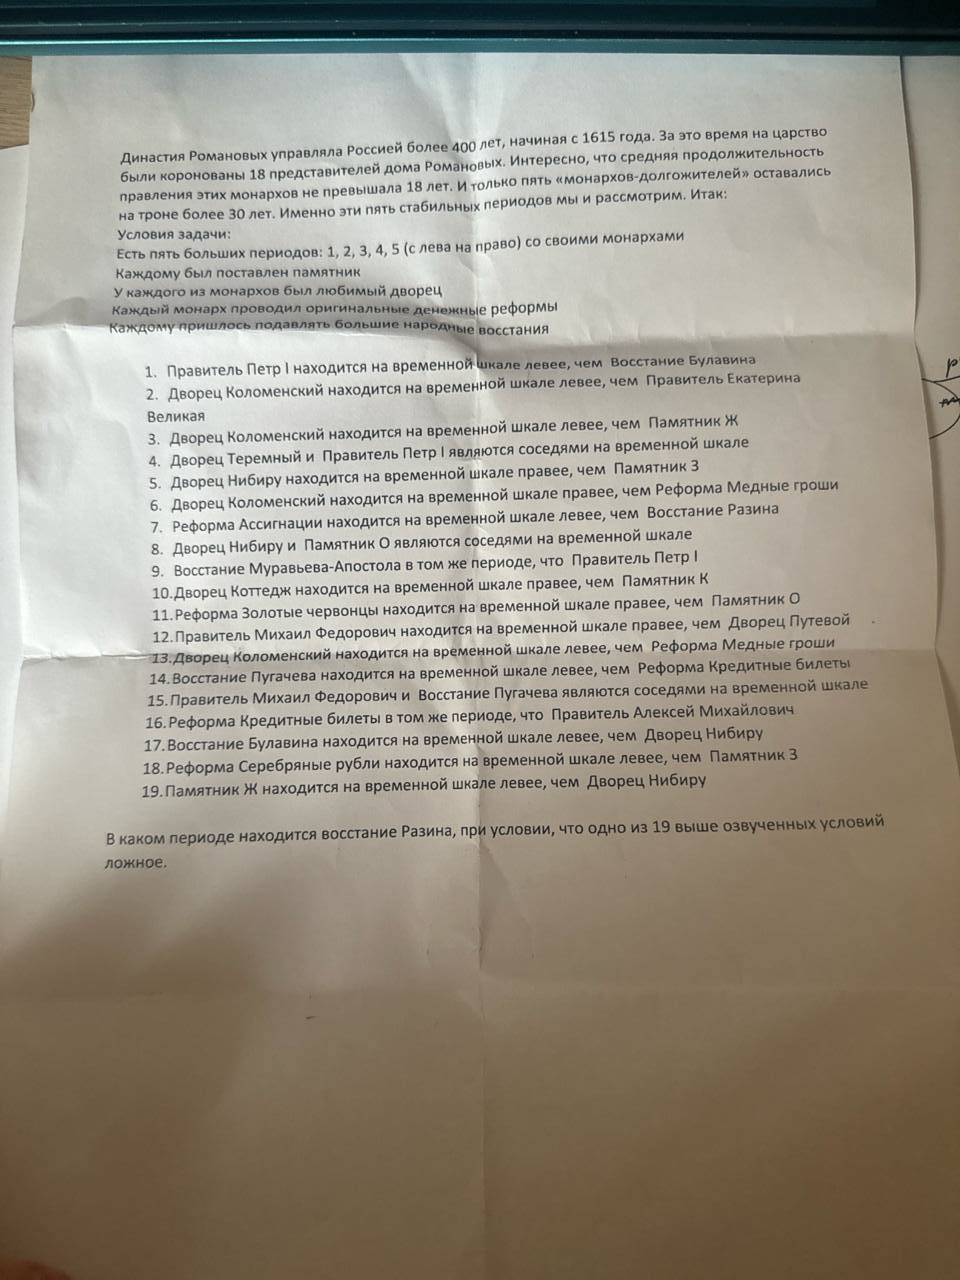 Династия Романовых управляла Россией более 400 лет, начиная с 1615 года. За это время на царство
были коронованы 18 представителей дома Романовых. Интересно, что средняя продолжительность
правления этих монархов не превышала 18 лет. И только пять «монархов-долгожителей» оставались
на троне более 30 лет. Именно эти пять стабильных периодов мы и рассмотрим. Итак:
Условия задачи:
Есть пять больших периодов: 1, 2, 3, 4, 5 (с лева на право) со своими монархами
Каждому был поставлен памятник
У каждого из монархов был любимый дворец
Каждый монарх проводил оригинальные денежные реформы
Каждому пришлось подавлять большие народные восстания
1. Правитель Петр I находится на временной шкале левее, чем Восстание Булавина
2. Дворец Коломенский находится на временной шкале левее, чем Правитель Екатерина
Великая
3. Дворец Коломенский находится на временной шкале левее, чем Памятник Ж
4. Дворец Теремный и Правитель Петр I являются соседями на временной шкале
5. Дворец Нибиру находится на временной шкале правее, чем Памятник З
6. Дворец Коломенский находится на временной шкале правее, чем Реформа Медные гроши
7. Реформа Ассигнации находится на временной шкале левее, чем Восстание Разина
8. Дворец Нибиру и Памятник О являются соседями на временной шкале
9. Восстание Муравьева-Апостола в том же периоде, что Правитель Петр I
10.Дворец Коттедж находится на временной шкале правее, чем Памятник К
11.Реформа Золотые червонцы находится на временной шкале правее, чем Памятник О
12.Правитель Михаил Федорович находится на временной шкале правее, чем Дворец Путевой
13.Дворец Коломенский находится на временной шкале левее, чем Реформа Медные гроши
14.Восстание Пугачева находится на временной шкале левее, чем Реформа Кредитные билеты
15.Правитель Михаил Федорович и Восстание Пугачева являются соседями на временной шкале
16.Реформа Кредитные билеты в том же периоде, что Правитель Алексей Михайлович
17.Восстание Булавина находится на временной шкале левее, чем Дворец Нибиру
18.Реформа Серебряные рубли находится на временной шкале левее, чем Памятник З
19.Памятник Ж находится на временной шкале левее, чем Дворец Нибиру
В каком периоде находится восстание Разина, при условии, что одно из 19 выше озвученных условий
ложное.